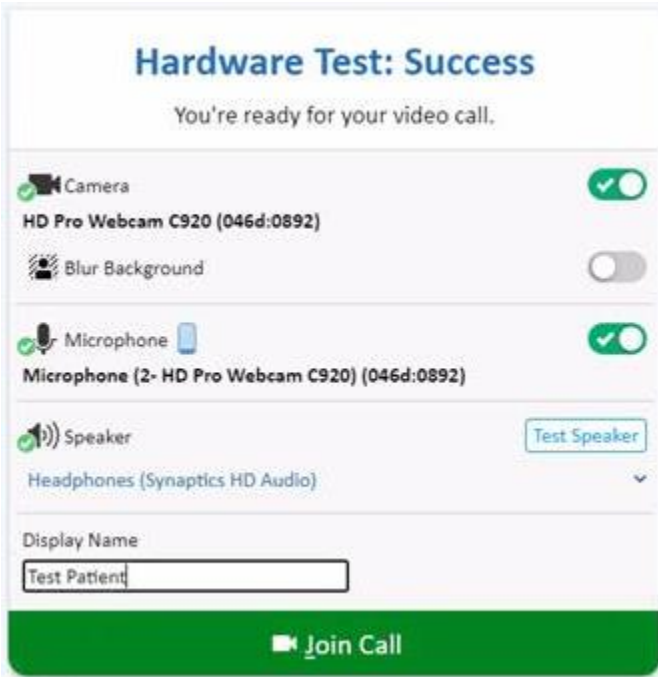 Hardware Test: Success
You're ready for your video call.
Camera
HD Pro Webcam C920 (046d:0892)
Blur Background
Microphone
Microphone (2- HD Pro Webcam C920) (046d:0892)
Speaker
Test Speaker
Headphones (Synaptics HD Audio)
Display Name
Test Patient
Join Call